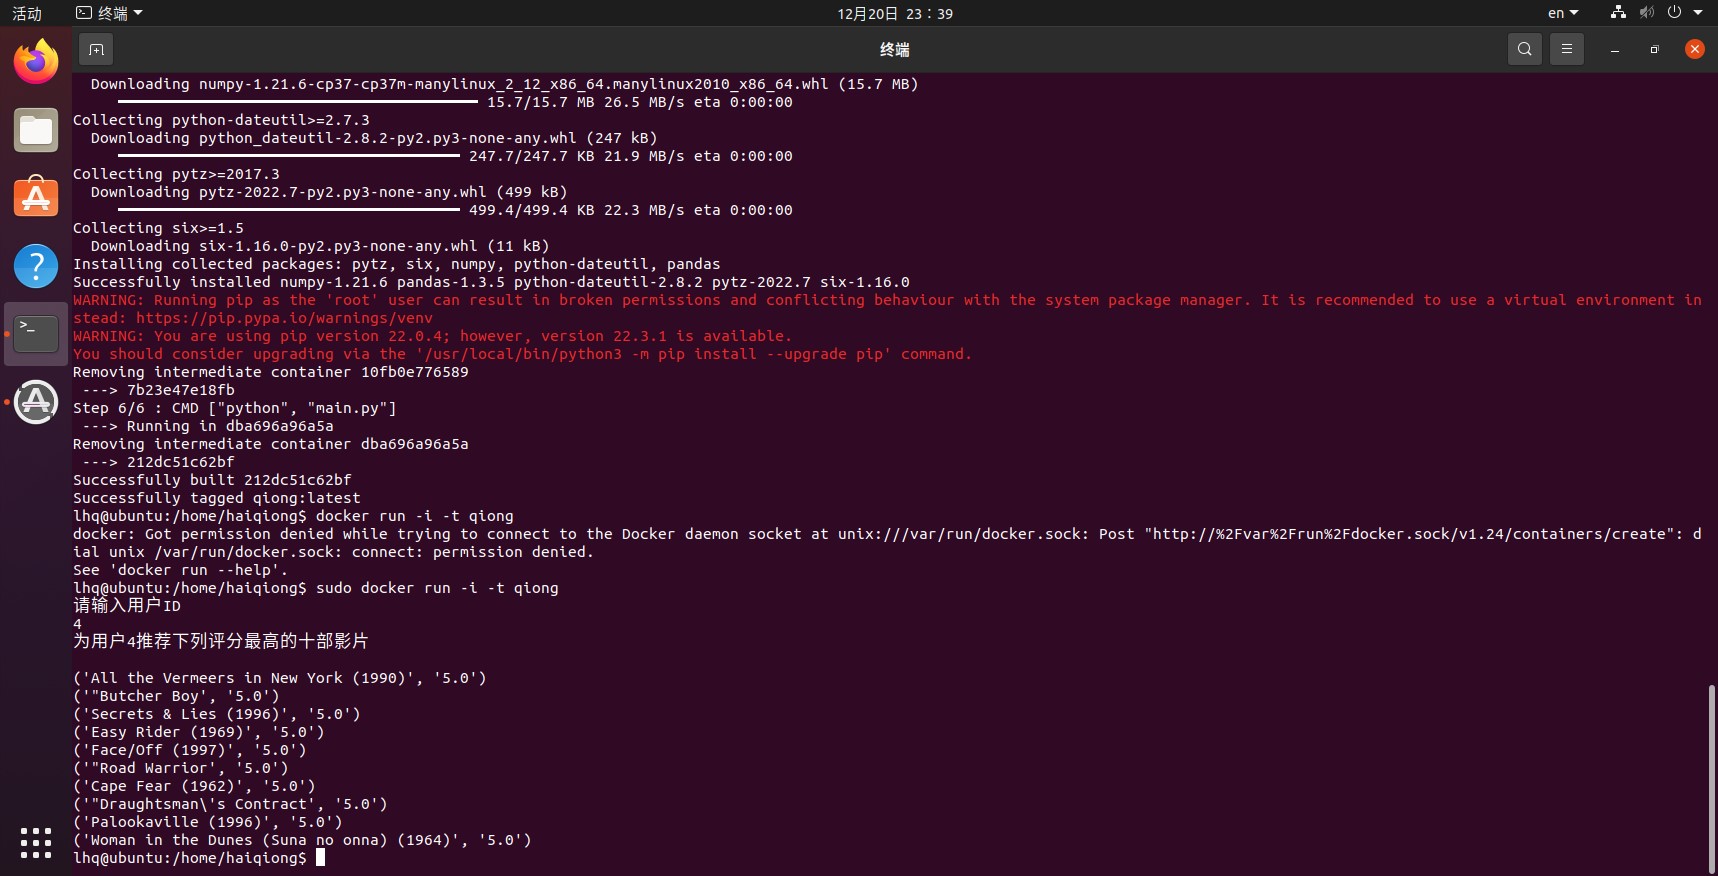 活动
终端
12月20日 23：39
en
终端
Downloading numpy-1.21.6-cp37-cp37m-manylinux_2_12_x86_64.manylinux2010_x86_64.whl (15.7 MB)
15.7/15.7 MB 26.5 MB/s eta 0:00:00
Collecting python-dateutil>=2.7.3
Downloading python_dateutil-2.8.2-py2.py3-none-any.whl (247 kB)
247.7/247.7 KB 21.9 MB/s eta 0:00:00
Collecting pytz>=2017.3
Downloading pytz-2022.7-py2.py3-none-any.whl (499 kB)
499.4/499.4 KB 22.3 MB/s eta 0:00:00
Collecting six>=1.5
Downloading six-1.16.0-py2.py3-none-any.whl (11 kB)
Installing collected packages: pytz, six, numpy, python-dateutil, pandas
Successfully installed numpy-1.21.6 pandas-1.3.5 python-dateutil-2.8.2 pytz-2022.7 six-1.16.0
WARNING: Running pip as the 'root' user can result in broken permissions and conflicting behaviour with the system package manager. It is recommended to use a virtual environment in
stead: https://pip.pypa.io/warnings/venv
WARNING: You are using pip version 22.0.4; however, version 22.3.1 is available.
You should consider upgrading via the '/usr/local/bin/python3 -m pip install --upgrade pip' command.
Removing intermediate container 10fb0e776589
---> 7b23e47e18fb
Step 6/6 : CMD ["python", "main.py"]
---> Running in dba696a96a5a
Removing intermediate container dba696a96a5a
---> 212dc51c62bf
Successfully built 212dc51c62bf
Successfully tagged qiong:latest
lhq@ubuntu:/home/haiqiong$ docker run -i -t qiong
docker: Got permission denied while trying to connect to the Docker daemon socket at unix:///var/run/docker.sock: Post "http://%2Fvar%2Frun%2Fdocker.sock/v1.24/containers/create": d
ial unix /var/run/docker.sock: connect: permission denied.
See 'docker run --help'.
lhq@ubuntu:/home/haiqiong$ sudo docker run -i -t qiong
请输入用户ID
4
为用户4推荐下列评分最高的十部影片
('All the Vermeers in New York (1990)', '5.0')
('"Butcher Boy', '5.0')
('Secrets & Lies (1996)', '5.0')
('Easy Rider (1969)', '5.0')
('Face/Off (1997)', '5.0')
('"Road Warrior', '5.0')
('Cape Fear (1962)', '5.0')
('"Draughtsman\'s Contract', '5.0')
('Palookaville (1996)', '5.0')
('Woman in the Dunes (Suna no onna) (1964)', '5.0')
lhq@ubuntu:/home/haiqiong$